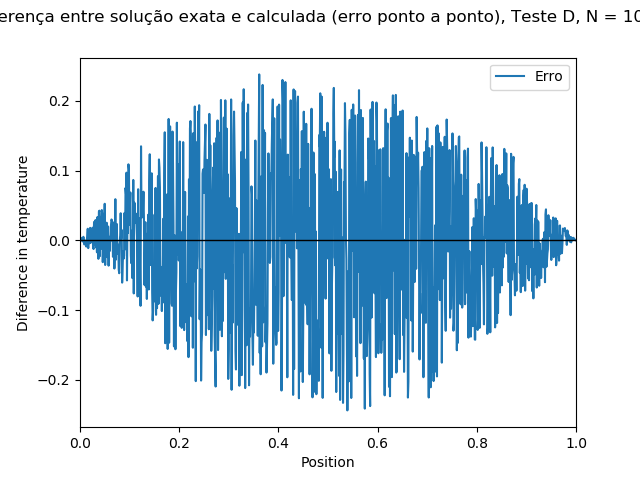 erença entre solução exata e calculada (erro ponto a ponto), Teste D, N = 10
Erro
Diference in temperature
0.2
0.1
0.0
−0.1
−0.2
0.0 0.2 0.4 0.6 0.8 1.0
Position